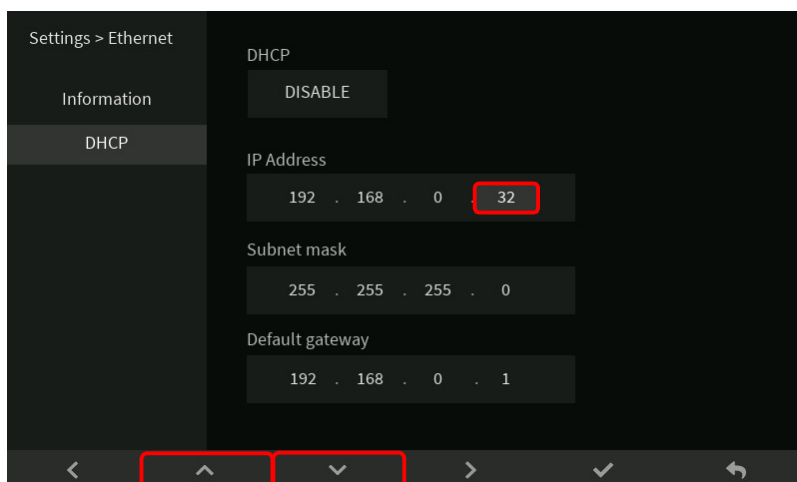 Settings > Ethernet
Information
DHCP
DHCP
DISABLE
IP Address
192 . 168 . 0 . 32
Subnet mask
255 . 255 . 255 . 0
Default gateway
192 . 168 . 0 . 1